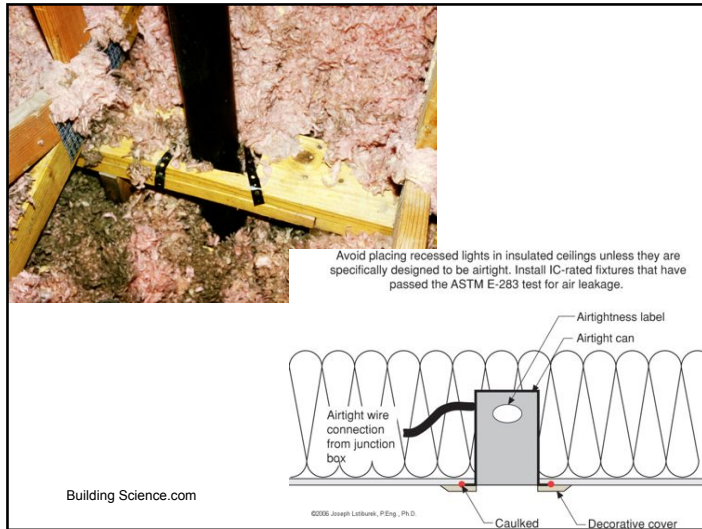 Avoid placing recessed lights in insulated ceilings unless they are
specifically designed to be airtight. Install IC-rated fixtures that have
passed the ASTM E-283 test for air leakage.
Airtightness label
Airtight can
Airtight wire
connection
from junction
box
Building Science.com
©2006 Joseph Lstiburek, P.Eng., Ph.D.
Caulked
Decorative cover